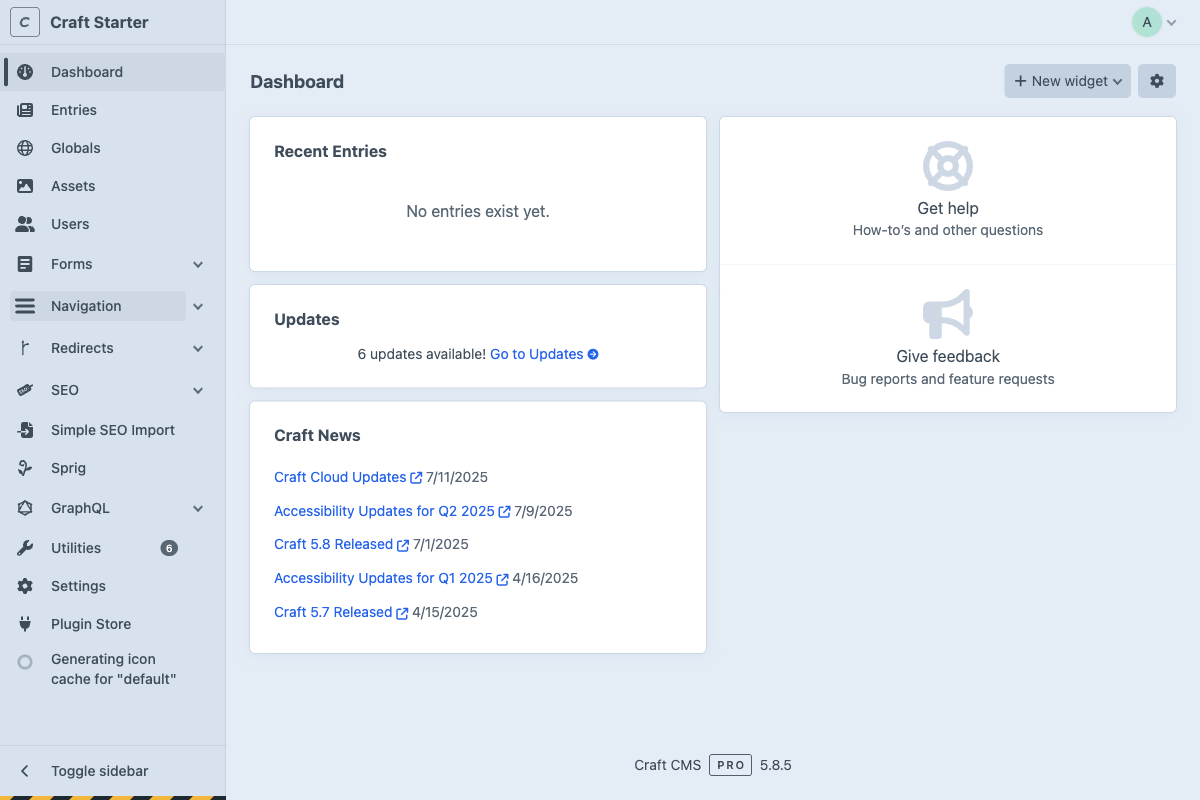 C Craft Starter
A
Dashboard
Entries
Globals
Assets
Users
Forms
Navigation
Redirects
SEO
Simple SEO Import
Sprig
GraphQL
Utilities 6
Settings
Plugin Store
Generating icon
cache for "default"
Toggle sidebar
Dashboard
New widget
Recent Entries
No entries exist yet.
Updates
6 updates available! Go to Updates
Craft News
Craft Cloud Updates 7/11/2025
Accessibility Updates for Q2 2025 7/9/2025
Craft 5.8 Released 7/1/2025
Accessibility Updates for Q1 2025 4/16/2025
Craft 5.7 Released 4/15/2025
Get help
How-to’s and other questions
Give feedback
Bug reports and feature requests
Craft CMS PRO 5.8.5